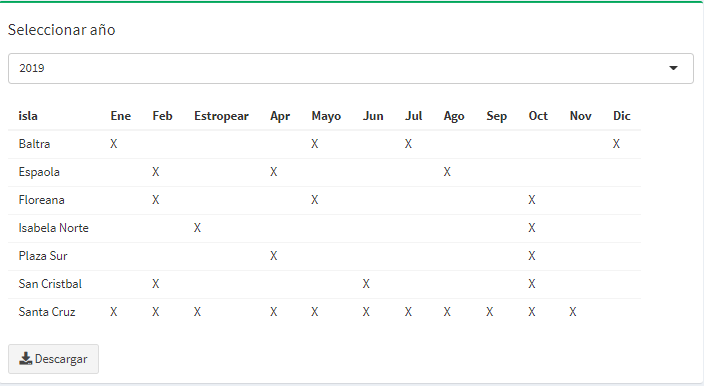 Seleccionar año
2019
isla Ene Feb Estropear Apr Mayo Jun Jul Ago Sep Oct Nov Dic
Baltra X X X X
Espaola X X X
Floreana X X X
Isabela Norte X X
Plaza Sur X X
San Cristbal X X X
Santa Cruz X X X X X X X X X X X
Descargar